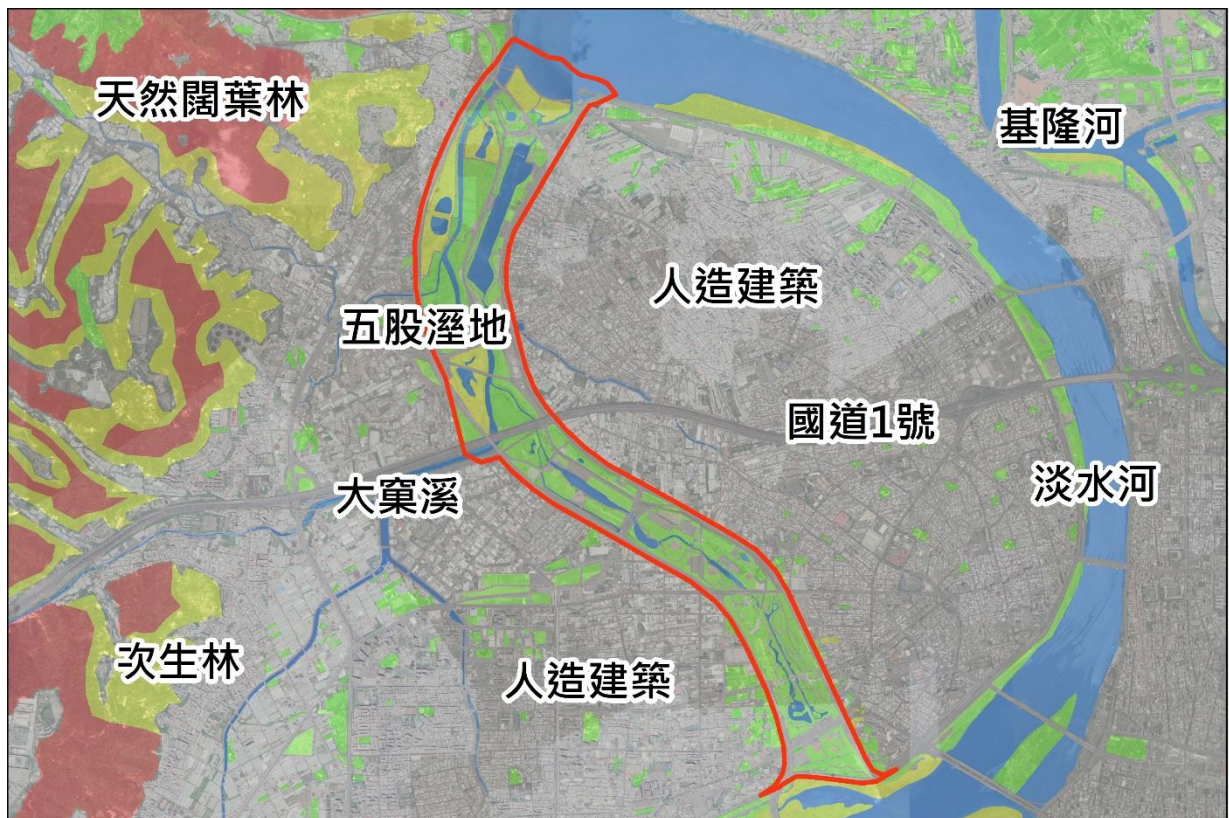 天然闊葉林
基隆河
人造建築
五股溼地
國道1號
大窠溪
淡水河
次生林
人造建築